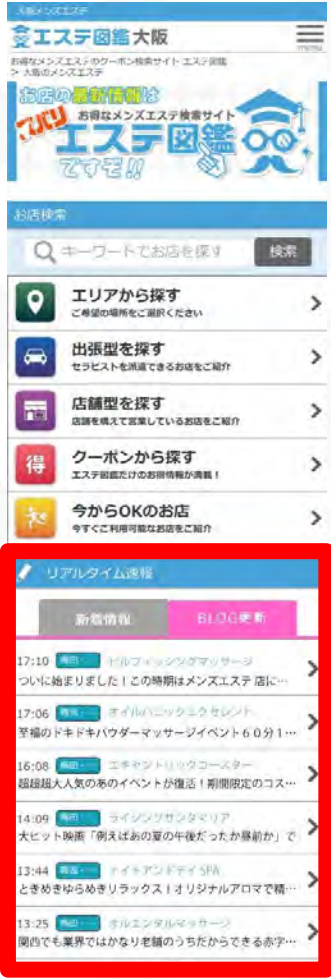 大阪メンズエステ
エステ図鑑大阪
menu
お得なメンズエステのクーポン検索サイト エステ図鑑
> 大阪のメンズエステ
お店の最新情報は
ズバリ お得なメンズエステ検索サイト
エステ図鑑
ですぞ!!
お店検索
キーワードでお店を探す 検索
エリアから探す
ご希望の場所をご選択ください
出張型を探す
セラピストを派遣できるお店をご紹介
店舗型を探す
店舗を構えて営業しているお店をご紹介
得 クーポンから探す
エステ図鑑だけのお得情報が満載!
今からOKのお店
今すぐご利用可能なお店をご紹介
リアルタイム速報
新着情報 BLOG更新
17:10
ついに始まりました!この時期はメンズエステ店に…
17:06
至福のドキドキパウダーマッサージイベント60分1…
16:08
超超超大人気のあのイベントが復活!期間限定のコス…
14:09
大ヒット映画「例えばあの夏の午後だったか昼前か」で
13:44
ときめきゆらめきリラックス!オリジナルアロマで精…
13:25 オリエンタルマッサージ
関西でも業界ではかなり老舗のうちだからできる赤字…